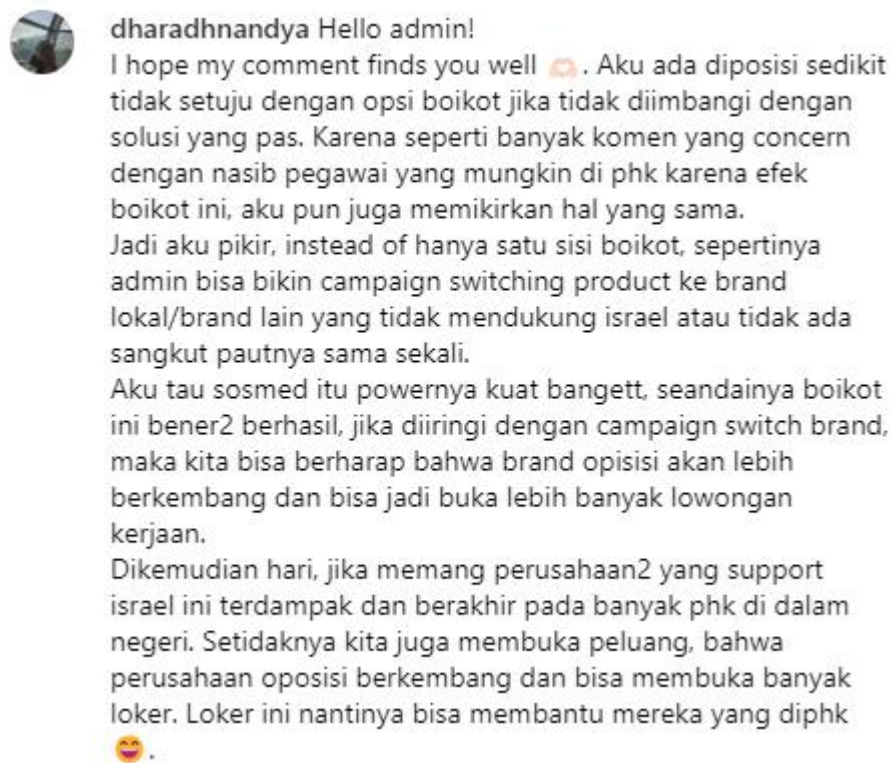 dharadhnandya Hello admin!
I hope my comment finds you well 🫶🏻. Aku ada diposisi sedikit
tidak setuju dengan opsi boikot jika tidak diimbangi dengan
solusi yang pas. Karena seperti banyak komen yang concern
dengan nasib pegawai yang mungkin di phk karena efek
boikot ini, aku pun juga memikirkan hal yang sama.
Jadi aku pikir, instead of hanya satu sisi boikot, sepertinya
admin bisa bikin campaign switching product ke brand
lokal/brand lain yang tidak mendukung israel atau tidak ada
sangkut pautnya sama sekali.
Aku tau sosmed itu powernya kuat bangett, seandainya boikot
ini bener2 berhasil, jika diiringi dengan campaign switch brand,
maka kita bisa berharap bahwa brand opisisi akan lebih
berkembang dan bisa jadi buka lebih banyak lowongan
kerjaan.
Dikemudian hari, jika memang perusahaan2 yang support
israel ini terdampak dan berakhir pada banyak phk di dalam
negeri. Setidaknya kita juga membuka peluang, bahwa
perusahaan oposisi berkembang dan bisa membuka banyak
loker. Loker ini nantinya bisa membantu mereka yang diphk
😄.